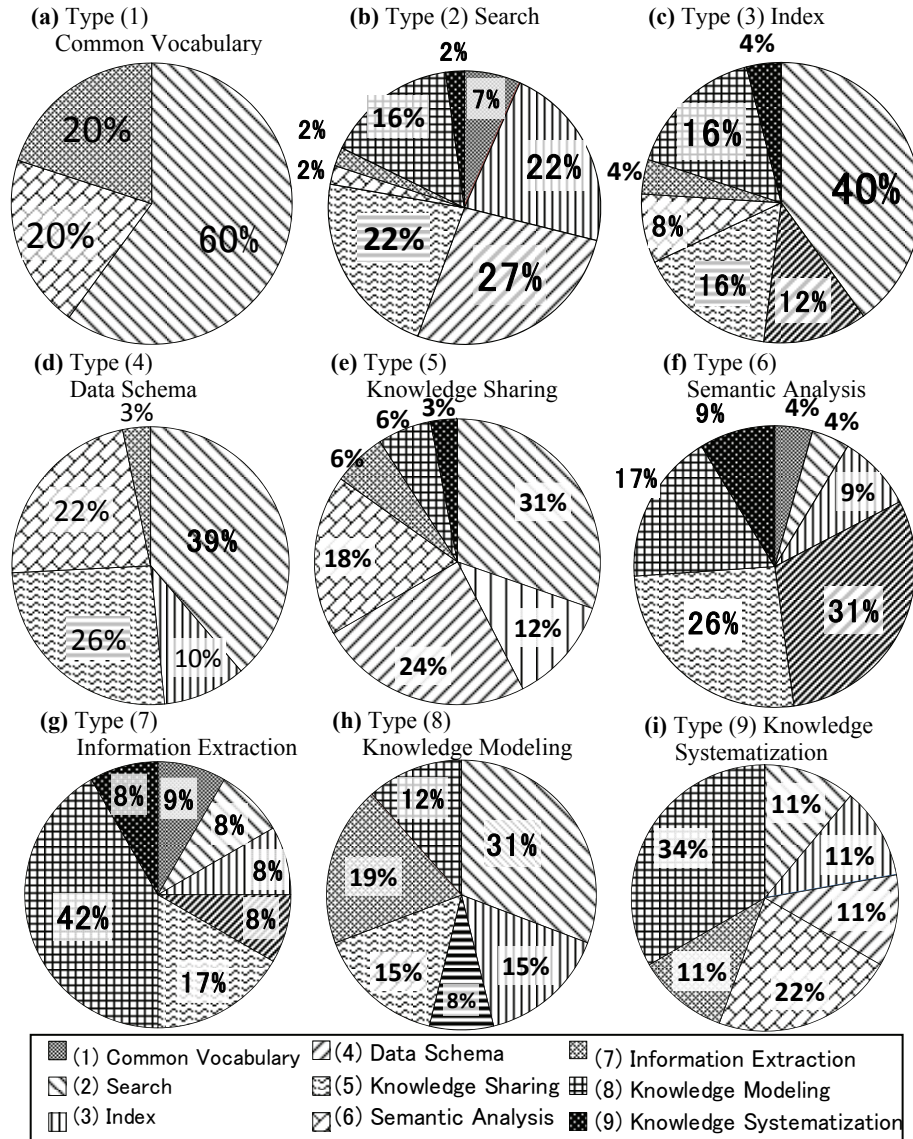 (a) Type (1)
Common Vocabulary
20%
20%
60%
(b) Type (2) Search
2%
7%
16%
2%
2%
22%
22%
27%
(c) Type (3) Index
4%
16%
4%
40%
8%
16%
12%
(d) Type (4)
Data Schema
3%
22%
39%
26%
10%
(e) Type (5)
Knowledge Sharing
6%
3%
6%
31%
18%
12%
24%
(f) Type (6)
Semantic Analysis
9%
4%
4%
17%
9%
26%
31%
(g) Type (7)
Information Extraction
8%
9%
8%
8%
42%
8%
17%
(h) Type (8)
Knowledge Modeling
12%
31%
19%
15%
15%
8%
(i) Type (9) Knowledge
Systematization
11%
34%
11%
11%
11%
22%
(1) Common Vocabulary
(2) Search
(3) Index
(4) Data Schema
(5) Knowledge Sharing
(6) Semantic Analysis
(7) Information Extraction
(8) Knowledge Modeling
(9) Knowledge Systematization